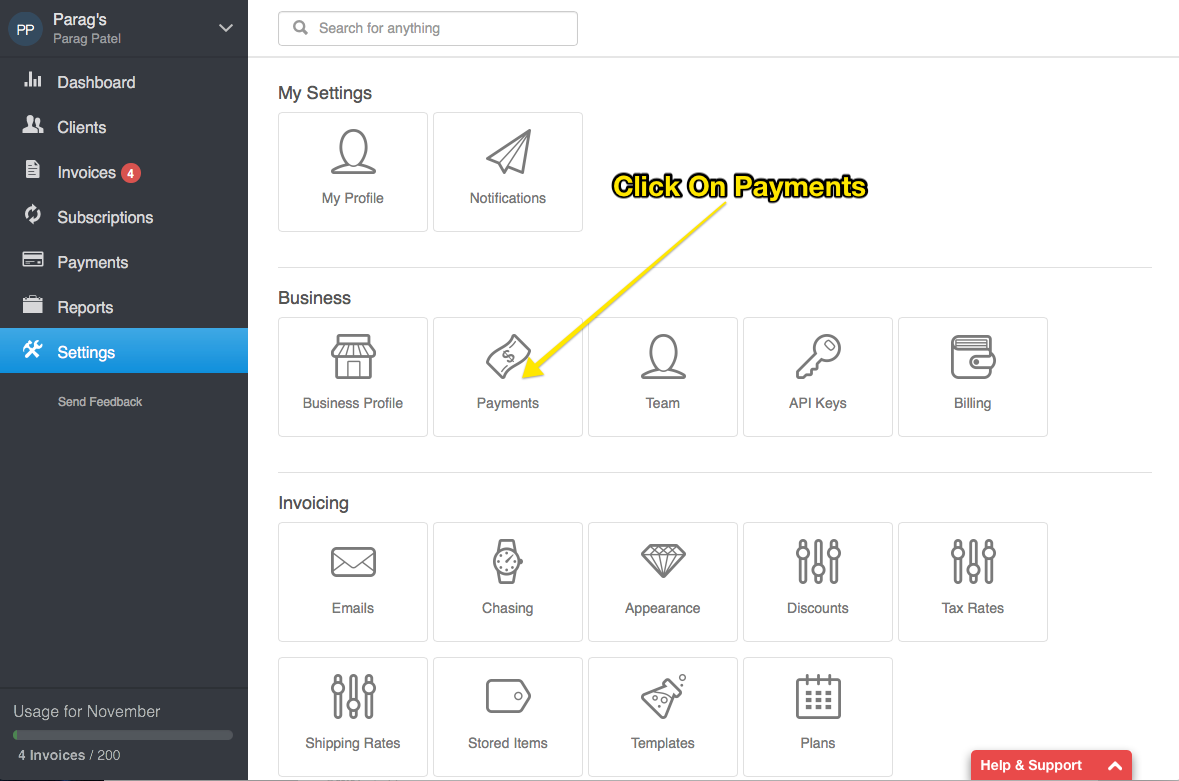 PP
Parag's
Parag Patel
Search for anything
Dashboard
Clients
Invoices 4
Subscriptions
Payments
Reports
Settings
Send Feedback
Usage for November
4 Invoices / 200
My Settings
My Profile
Notifications
Click On Payments
Business
$
Business Profile
Payments
Team
API Keys
Billing
Invoicing
Emails
Chasing
Appearance
Discounts
Tax Rates
Shipping Rates
Stored Items
Templates
Plans
Help & Support